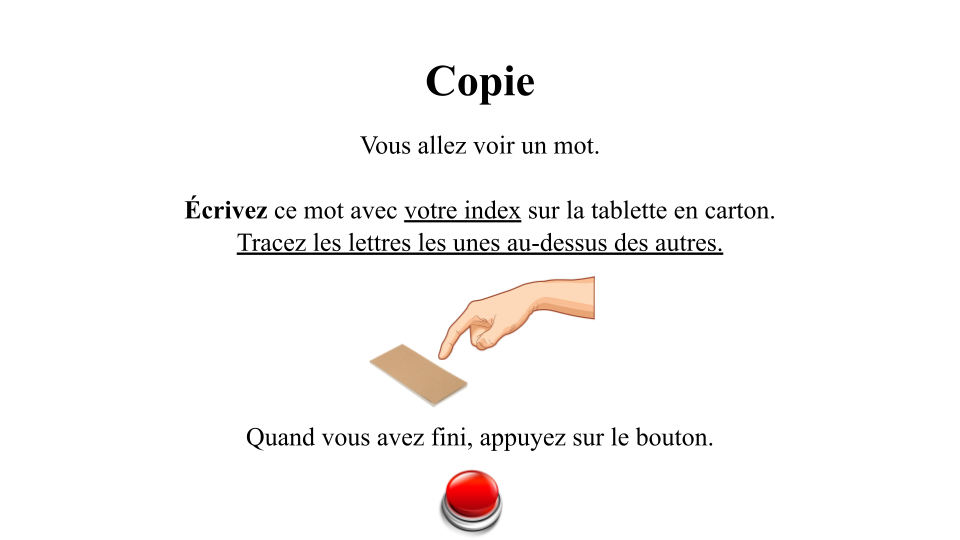 Copie
Vous allez voir un mot.
Écrivez ce mot avec votre index sur la tablette en carton.
Tracez les lettres les unes au-dessus des autres.
Quand vous avez fini, appuyez sur le bouton.